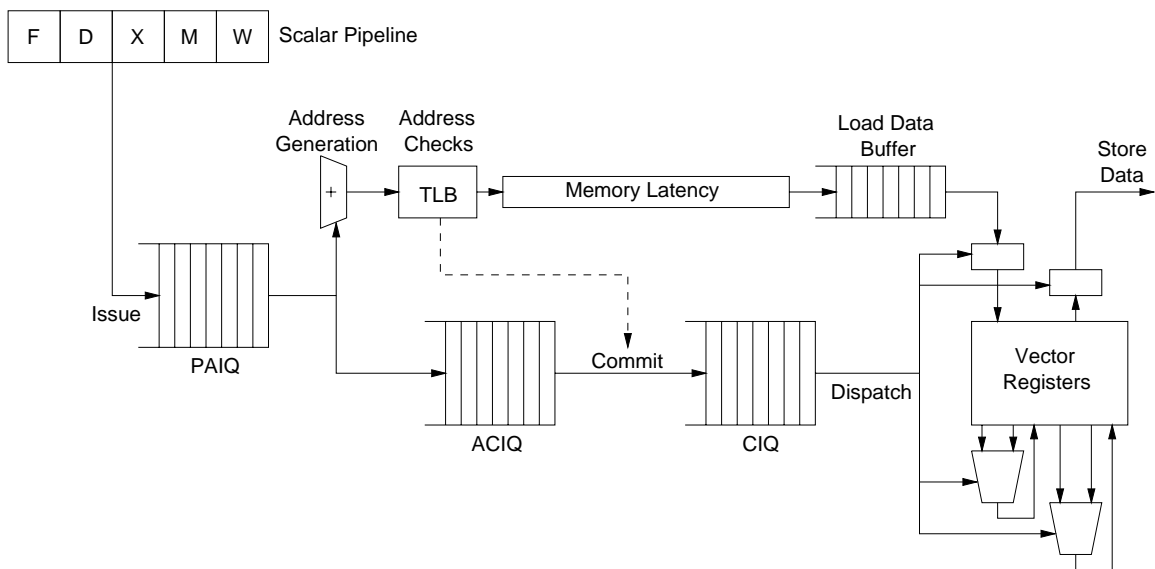 F D X M W Scalar Pipeline
Address
Generation
Address
Checks
Load Data
Buffer
Store
Data
+
TLB
Memory Latency
Issue
PAIQ
Commit
Dispatch
ACIQ
CIQ
Vector
Registers